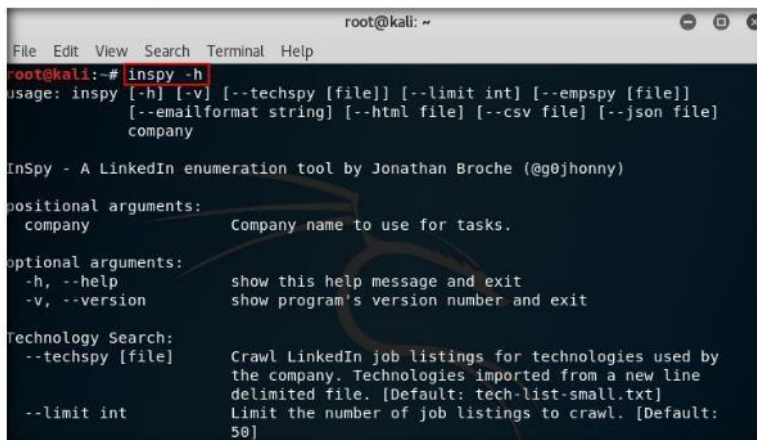 root@kali: ~
File Edit View Search Terminal Help
root@kali:~# inspy -h
usage: inspy [-h] [-v] [--techspy [file]] [--limit int] [--empspy [file]]
[--emailformat string] [--html file] [--csv file] [--json file]
company
InSpy - A LinkedIn enumeration tool by Jonathan Broche (@g0jhonny)
positional arguments:
company Company name to use for tasks.
optional arguments:
-h, --help show this help message and exit
-v, --version show program's version number and exit
Technology Search:
--techspy [file] Crawl LinkedIn job listings for technologies used by
the company. Technologies imported from a new line
delimited file. [Default: tech-list-small.txt]
--limit int Limit the number of job listings to crawl. [Default:
50]